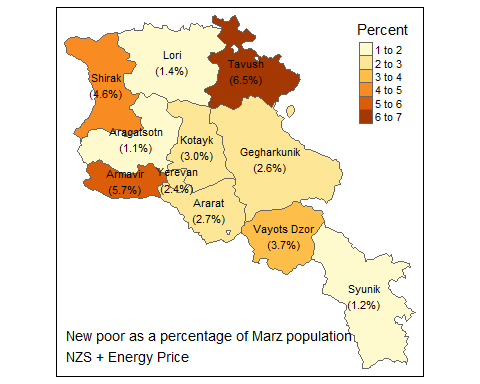 Percent
1 to 2
2 to 3
3 to 4
4 to 5
5 to 6
6 to 7
Lori
(1.4%)
Tavush
(6.5%)
Shirak
(4.6%)
Aragatsotn
(1.1%)
Kotayk
(3.0%)
Gegharkunik
(2.6%)
Armavir
(5.7%)
Yerevan
(2.4%)
Ararat
(2.7%)
Vayots Dzor
(3.7%)
Syunik
(1.2%)
New poor as a percentage of Marz population
NZS + Energy Price